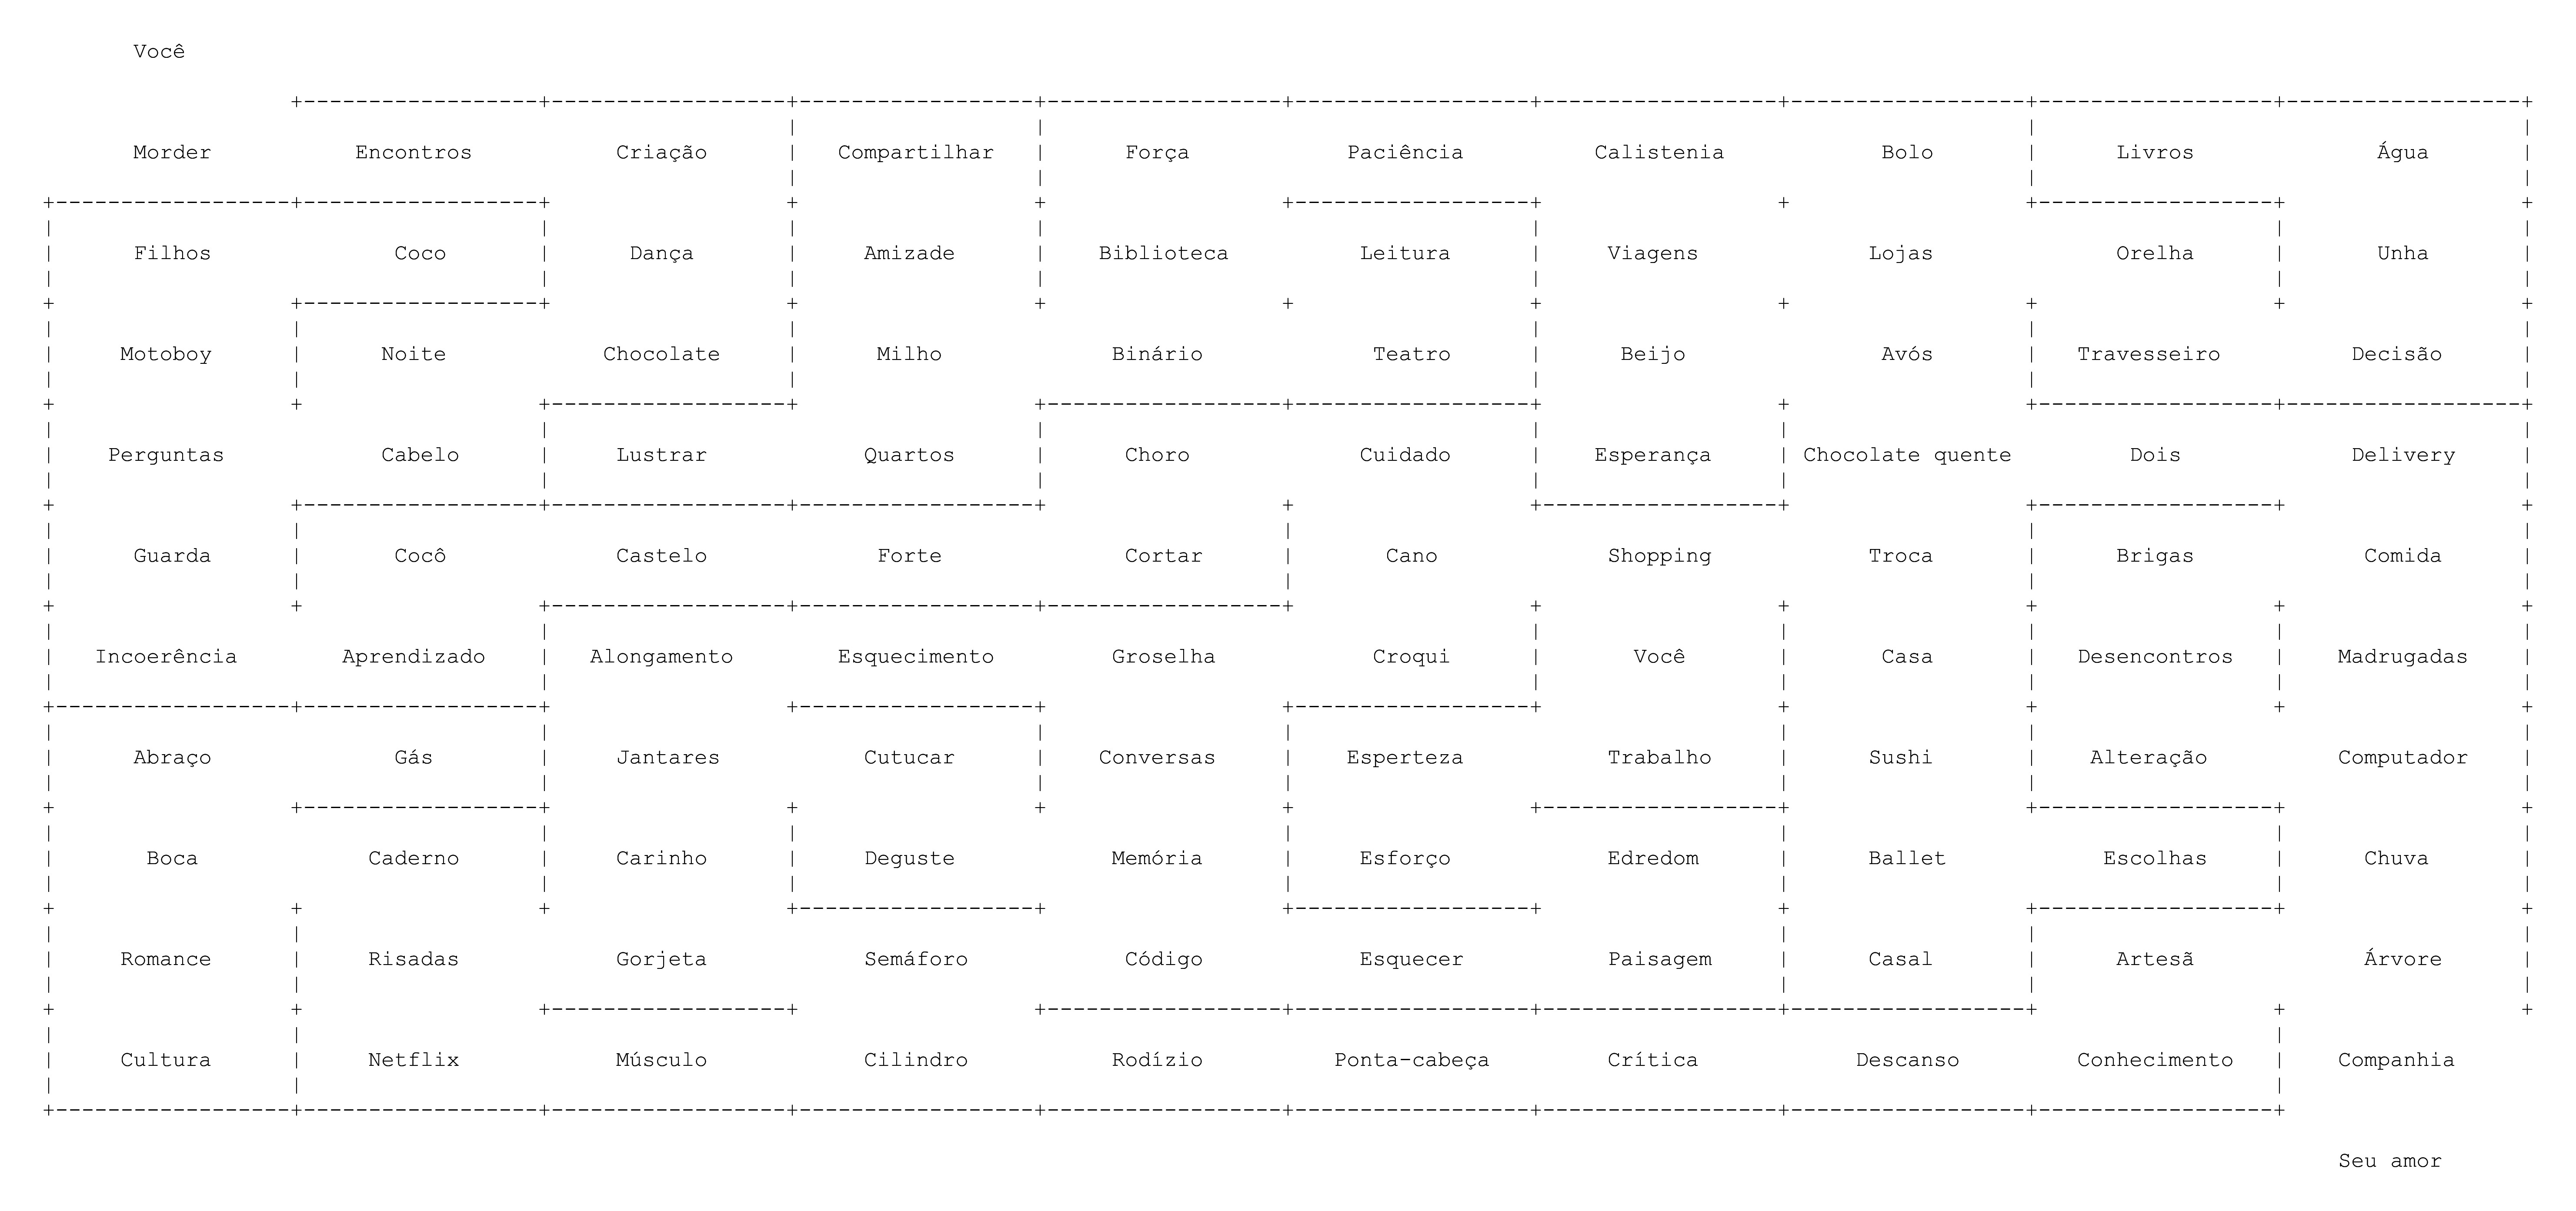 Você
Morder Encontros Criação Compartilhar Força Paciência Calistenia Bolo Livros Água
Filhos Coco Dança Amizade Biblioteca Leitura Viagens Lojas Orelha Unha
Motoboy Noite Chocolate Milho Binário Teatro Beijo Avós Travesseiro Decisão
Perguntas Cabelo Lustrar Quartos Choro Cuidado Esperança Chocolate quente Dois Delivery
Guarda Cocô Castelo Forte Cortar Cano Shopping Troca Brigas Comida
Incoerência Aprendizado Alongamento Esquecimento Groselha Croqui Você Casa Desencontros Madrugadas
Abraço Gás Jantares Cutucar Conversas Esperteza Trabalho Sushi Alteração Computador
Boca Caderno Carinho Deguste Memória Esforço Edredom Ballet Escolhas Chuva
Romance Risadas Gorjeta Semáforo Código Esquecer Paisagem Casal Artesã Árvore
Cultura Netflix Músculo Cilindro Rodízio Ponta-cabeça Crítica Descanso Conhecimento Companhia
Seu amor